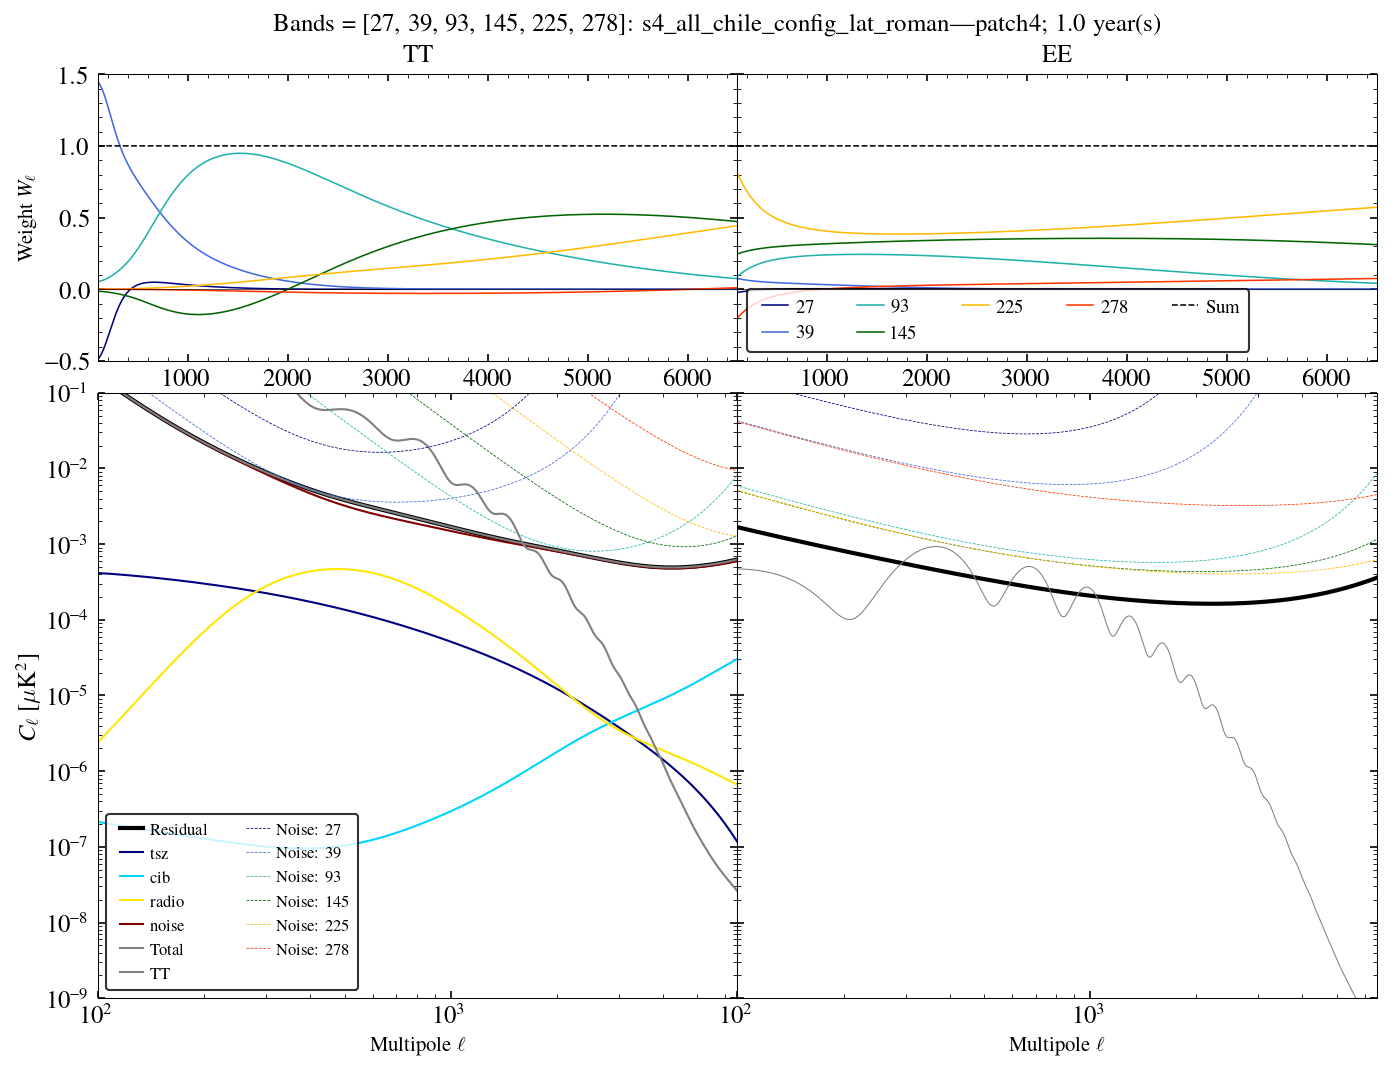 Bands = [27, 39, 93, 145, 225, 278]: s4_all_chile_config_lat_roman—patch4; 1.0 year(s)
TT
EE
1.5
1.0
0.5
0.0
−0.5
Weight W_ℓ
1000 2000 3000 4000 5000 6000
1000 2000 3000 4000 5000 6000
27 93 225 278 Sum
39 145
10^−1
10^−2
10^−3
10^−4
10^−5
10^−6
10^−7
10^−8
10^−9
C_ℓ [μK^2]
Residual Noise: 27
tsz Noise: 39
cib Noise: 93
radio Noise: 145
noise Noise: 225
Total Noise: 278
TT
10^2 10^3 10^2 10^3
Multipole ℓ
Multipole ℓ